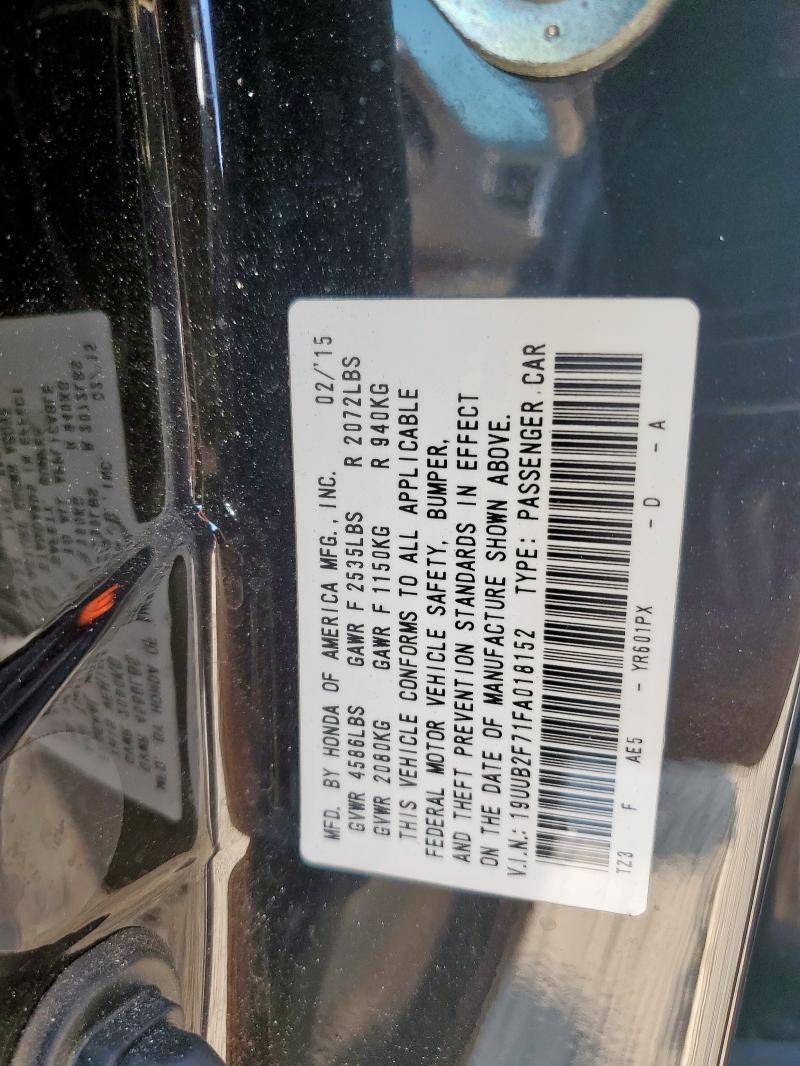 MFD. BY HONDA OF AMERICA MFG., INC. 02/'15
GVWR 4586LBS GAWR F 2535LBS R 2072LBS
GVWR 2080KG GAWR F 1150KG R 940KG
THIS VEHICLE CONFORMS TO ALL APPLICABLE
FEDERAL MOTOR VEHICLE SAFETY, BUMPER,
AND THEFT PREVENTION STANDARDS IN EFFECT
ON THE DATE OF MANUFACTURE SHOWN ABOVE.
V.I.N.: 19UUB2F71FA018152 TYPE: PASSENGER CAR
TZ3 F AE5 - YR601PX - D - A